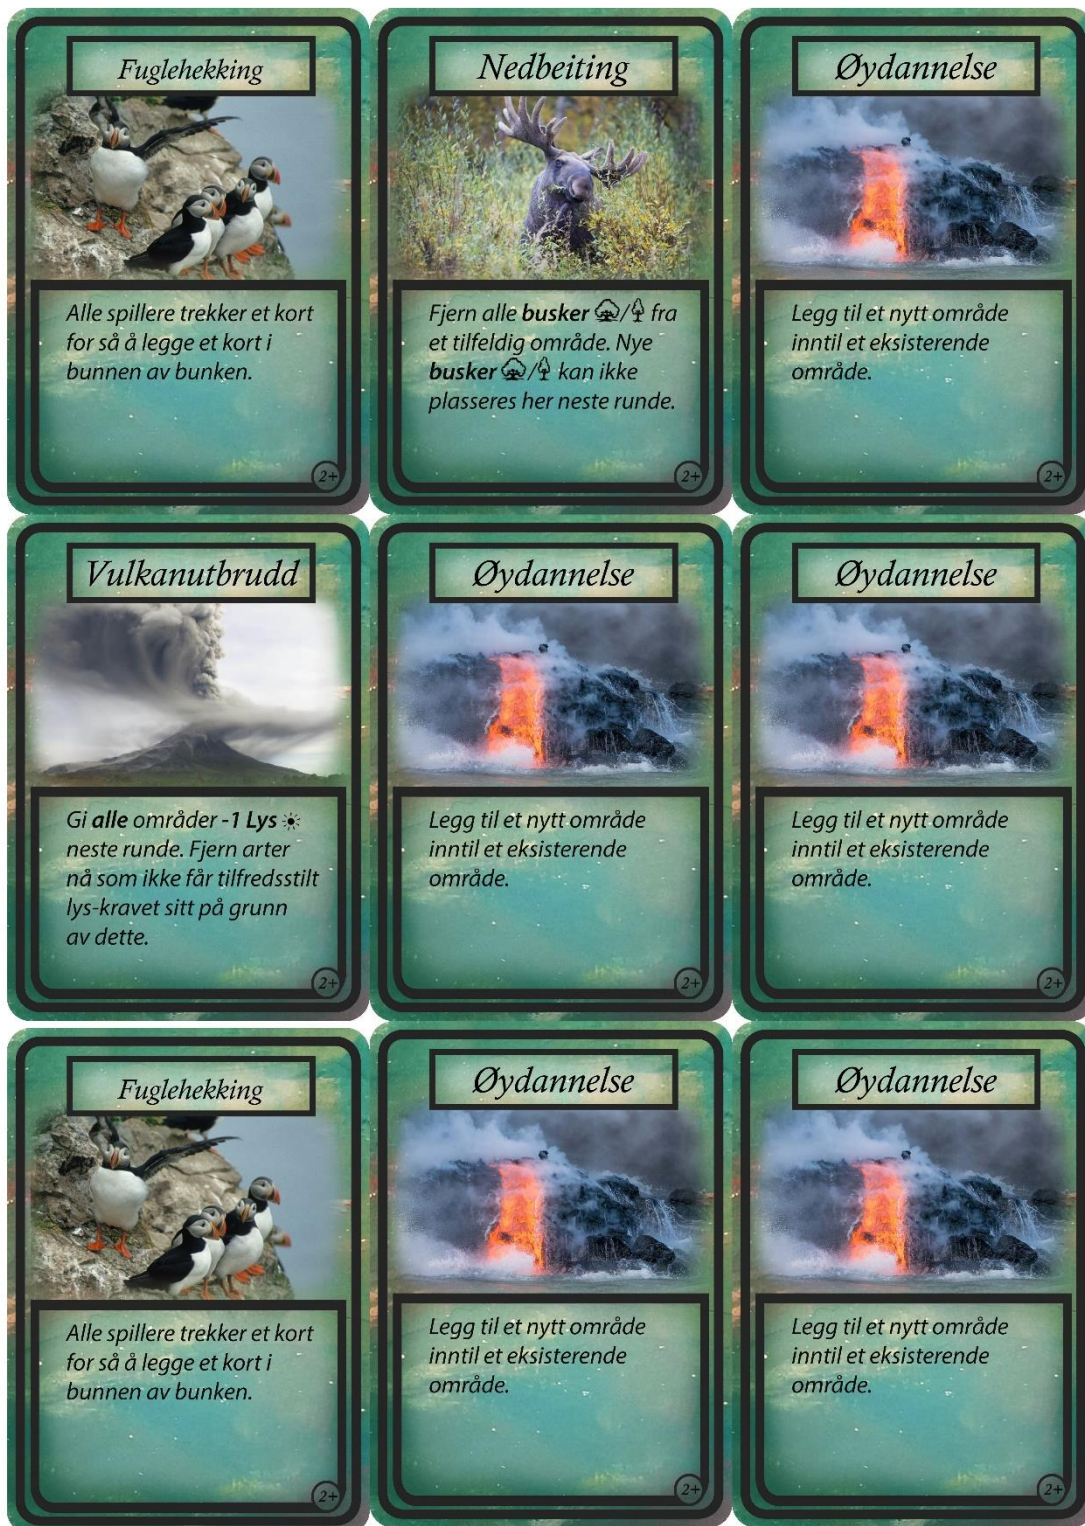 Fuglehekking
Alle spillere trekker et kort
for så å legge et kort i
bunnen av bunken.
2+
Nedbeiting
Fjern alle busker / fra
et tilfeldig område. Nye
busker / kan ikke
plasseres her neste runde.
2+
Øydannelse
Legg til et nytt område
inntil et eksisterende
område.
2+
Vulkanutbrudd
Gi alle områder -1 Lys
neste runde. Fjern arter
nå som ikke får tilfredsstilt
lys-kravet sitt på grunn
av dette.
2+
Øydannelse
Legg til et nytt område
inntil et eksisterende
område.
2+
Øydannelse
Legg til et nytt område
inntil et eksisterende
område.
2+
Fuglehekking
Alle spillere trekker et kort
for så å legge et kort i
bunnen av bunken.
2+
Øydannelse
Legg til et nytt område
inntil et eksisterende
område.
2+
Øydannelse
Legg til et nytt område
inntil et eksisterende
område.
2+